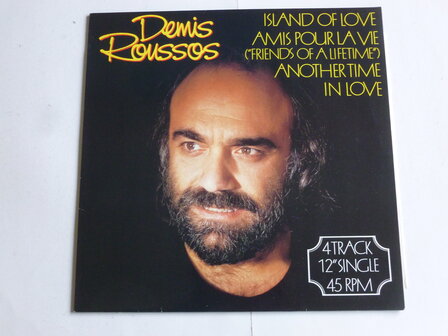 Demis
Roussos
ISLAND OF LOVE
AMIS POUR LA VIE
("FRIENDS OF A LIFETIME")
ANOTHER TIME
IN LOVE
4 TRACK
12" SINGLE
45 RPM